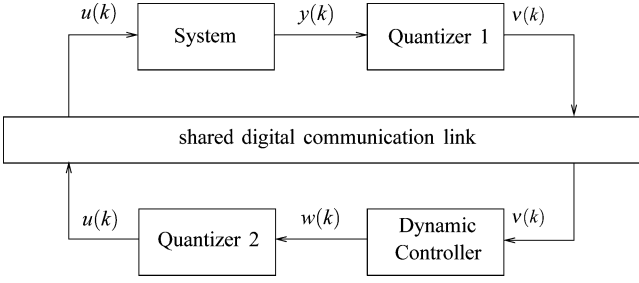 u(k)
System
y(k)
Quantizer 1
v(k)
shared digital communication link
u(k)
Quantizer 2
w(k)
Dynamic
Controller
v(k)